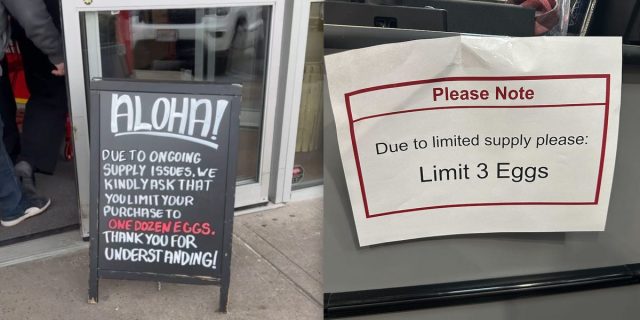 ALOHA!
DUE TO ONGOING
SUPPLY ISSUES, WE
KINDLY ASK THAT
YOU LIMIT YOUR
PURCHASE TO
ONE DOZEN EGGS.
THANK YOU FOR
UNDERSTANDING!
Please Note
Due to limited supply please:
Limit 3 Eggs